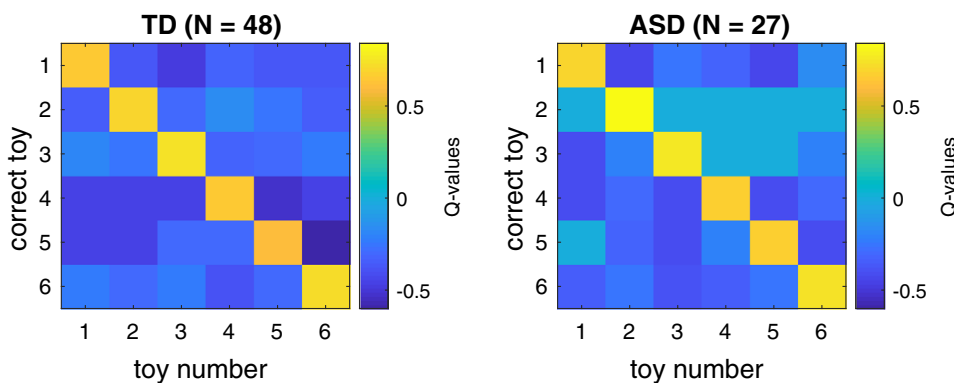 TD (N = 48)
correct toy
1
2
3
4
5
6
1 2 3 4 5 6
toy number
0.5
0
-0.5
Q-values
ASD (N = 27)
correct toy
1
2
3
4
5
6
1 2 3 4 5 6
toy number
0.5
0
-0.5
Q-values